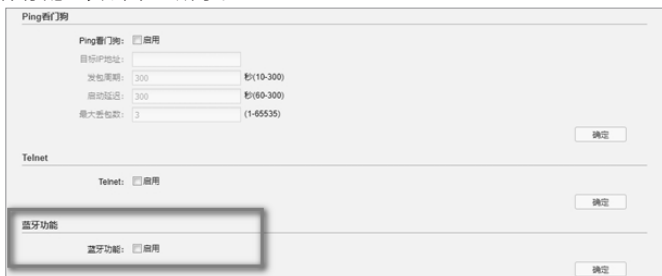 Ping看门狗
Ping看门狗: 启用
目标IP地址:
发包周期: 300 秒(10-300)
启动延迟: 300 秒(60-300)
最大丢包数: 3 (1-65535)
确定
Telnet
Telnet: 启用
确定
蓝牙功能
蓝牙功能: 启用
确定